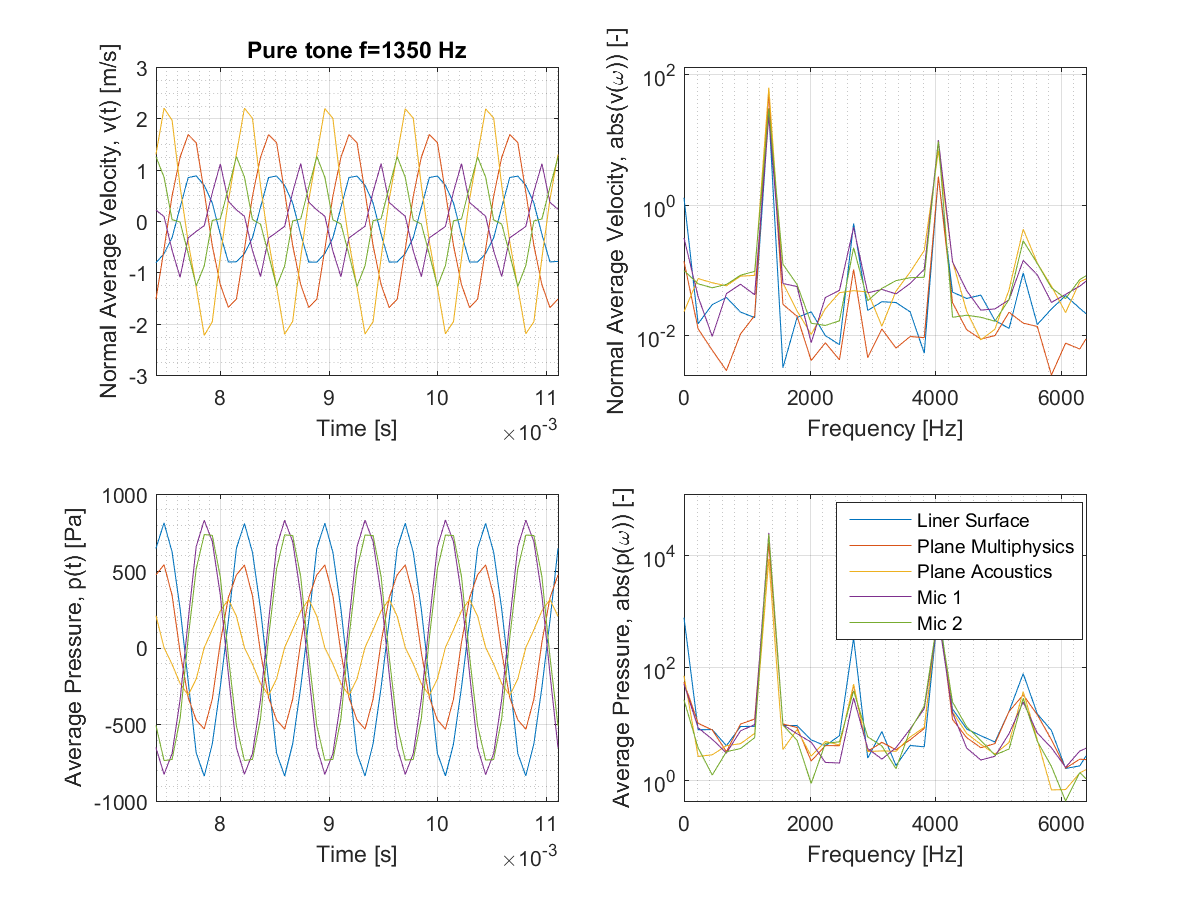 Pure tone f=1350 Hz
Normal Average Velocity, v(t) [m/s]
3
2
1
0
-1
-2
-3
8
9
10
11
Time [s]
×10-3
Normal Average Velocity, abs(v(ω)) [-]
102
100
10-2
0
2000
4000
6000
Frequency [Hz]
Average Pressure, p(t) [Pa]
1000
500
0
-500
-1000
8
9
10
11
Time [s]
×10-3
Average Pressure, abs(p(ω)) [-]
104
102
100
Liner Surface
Plane Multiphysics
Plane Acoustics
Mic 1
Mic 2
0
2000
4000
6000
Frequency [Hz]